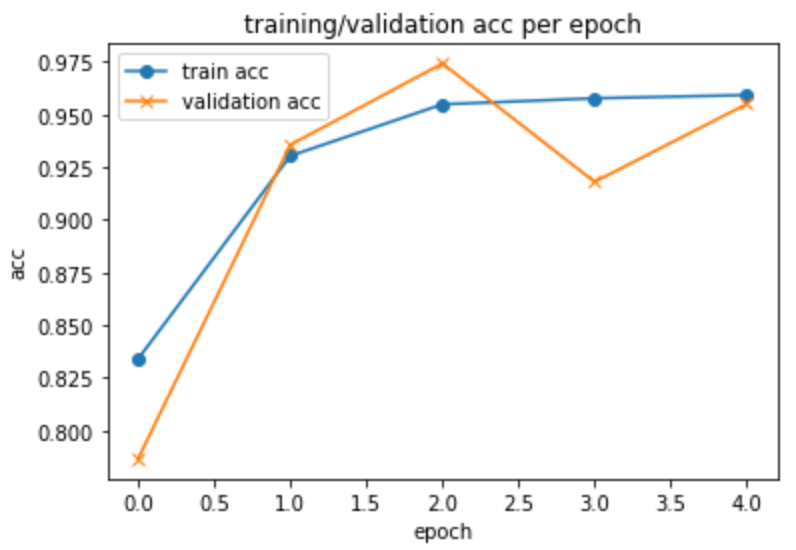 training/validation acc per epoch
train acc
validation acc
0.975
0.950
0.925
0.900
0.875
0.850
0.825
0.800
acc
0.0 0.5 1.0 1.5 2.0 2.5 3.0 3.5 4.0
epoch